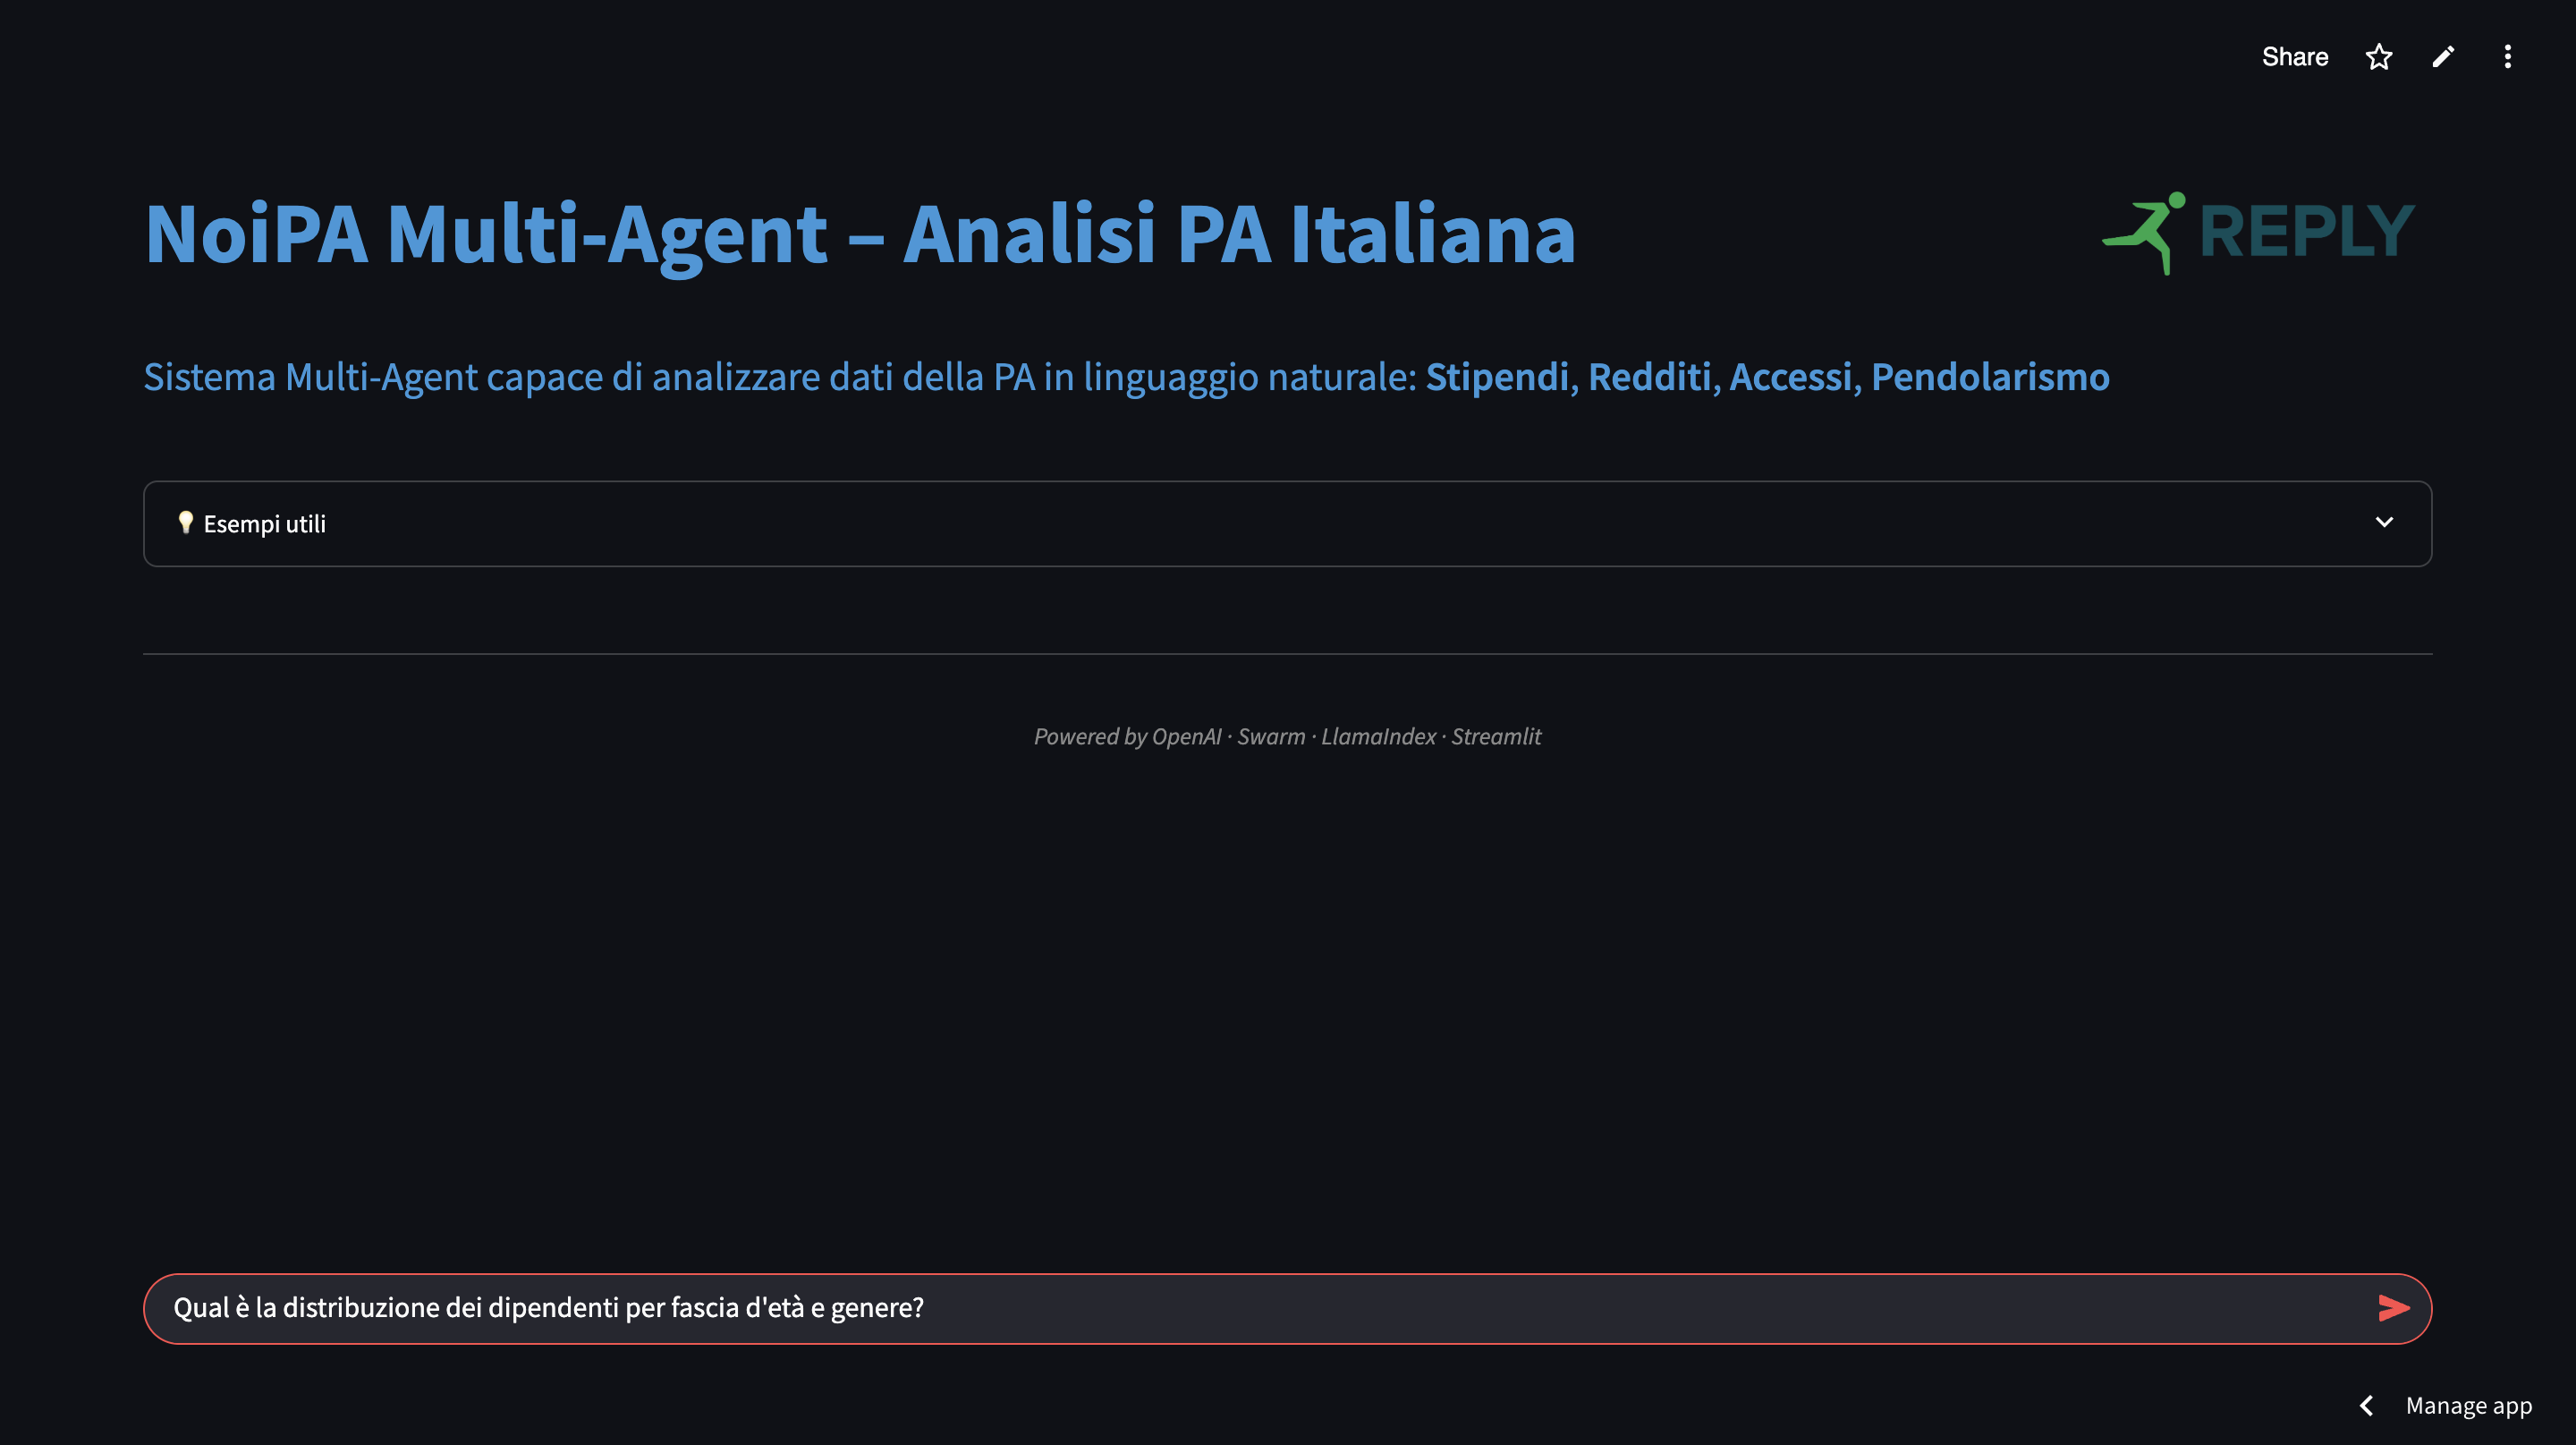 Share
NoiPA Multi-Agent – Analisi PA Italiana
REPLY
Sistema Multi-Agent capace di analizzare dati della PA in linguaggio naturale: Stipendi, Redditi, Accessi, Pendolarismo
Esempi utili
Powered by OpenAI · Swarm · LlamaIndex · Streamlit
Qual è la distribuzione dei dipendenti per fascia d'età e genere?
Manage app